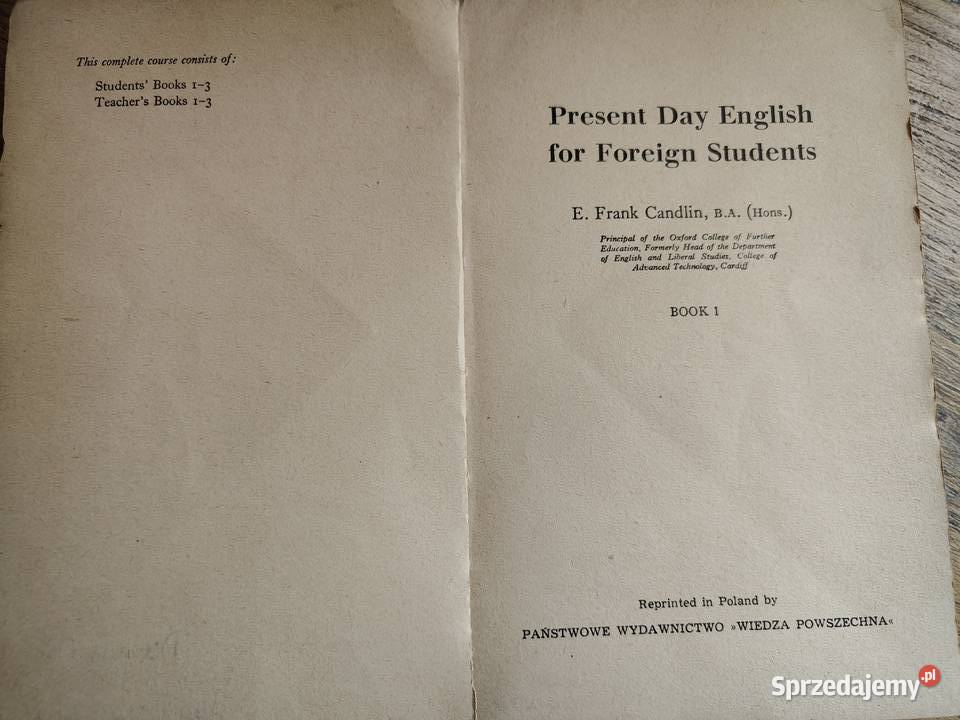 This complete course consists of:
Students' Books 1-3
Teacher's Books 1-3
Present Day English
for Foreign Students
E. Frank Candlin, B.A. (Hons.)
Principal of the Oxford College of Further
Education, Formerly Head of the Department
of English and Liberal Studies, College of
Advanced Technology, Cardiff
BOOK 1
Reprinted in Poland by
PAŃSTWOWE WYDAWNICTWO »WIEDZA POWSZECHNA«
Sprzedajemy.pl